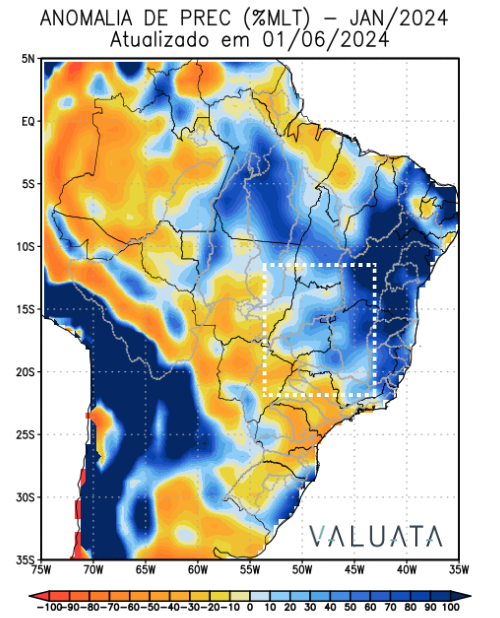 ANOMALIA DE PREC (%MLT) – JAN/2024
Atualizado em 01/06/2024
5N
EQ
5S
10S
15S
20S
25S
30S
35S
VALUATA
75W 70W 65W 60W 55W 50W 45W 40W 35W
-100 -90 -80 -70 -60 -50 -40 -30 -20 -10 0 10 20 30 40 50 60 70 80 90 100